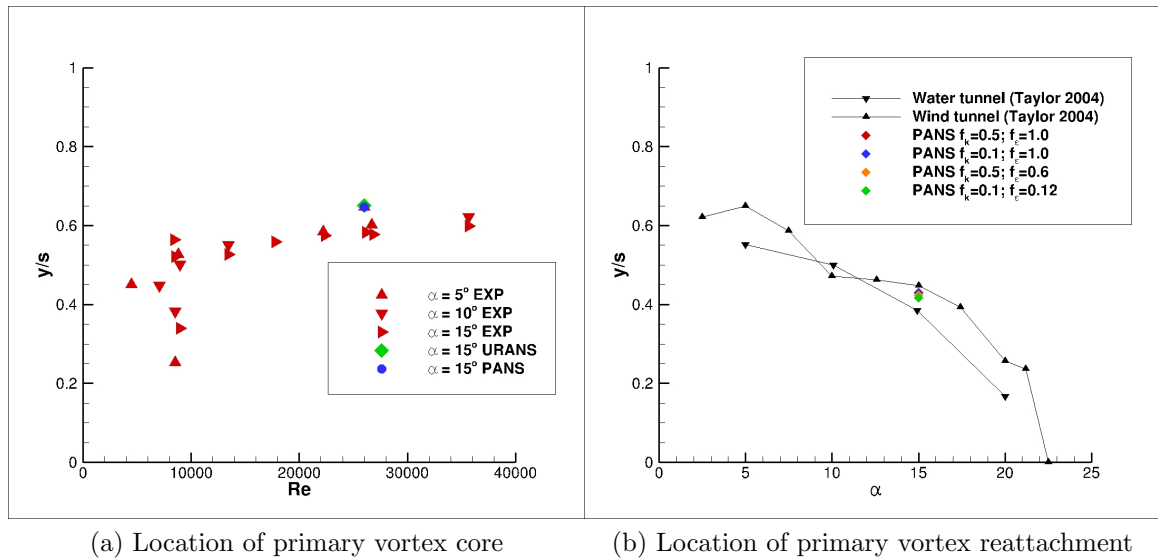 1
0.8
0.6
0.4
0.2
0
y/s
0 10000 20000 30000 40000
Re
α = 5° EXP
α = 10° EXP
α = 15° EXP
α = 15° URANS
α = 15° PANS
(a) Location of primary vortex core
1
0.8
0.6
0.4
0.2
0
y/s
0 5 10 15 20 25
α
Water tunnel (Taylor 2004)
Wind tunnel (Taylor 2004)
PANS fₖ=0.5; f_ε=1.0
PANS fₖ=0.1; f_ε=1.0
PANS fₖ=0.5; f_ε=0.6
PANS fₖ=0.1; f_ε=0.12
(b) Location of primary vortex reattachment